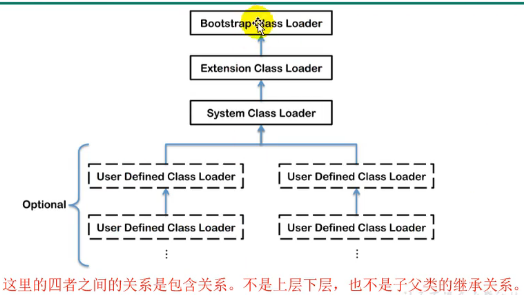 Bootstrap Class Loader
Extension Class Loader
System Class Loader
User Defined Class Loader
User Defined Class Loader
Optional
User Defined Class Loader
User Defined Class Loader
⋮
⋮
这里的四者之间的关系是包含关系。不是上层下层，也不是子父类的继承关系。